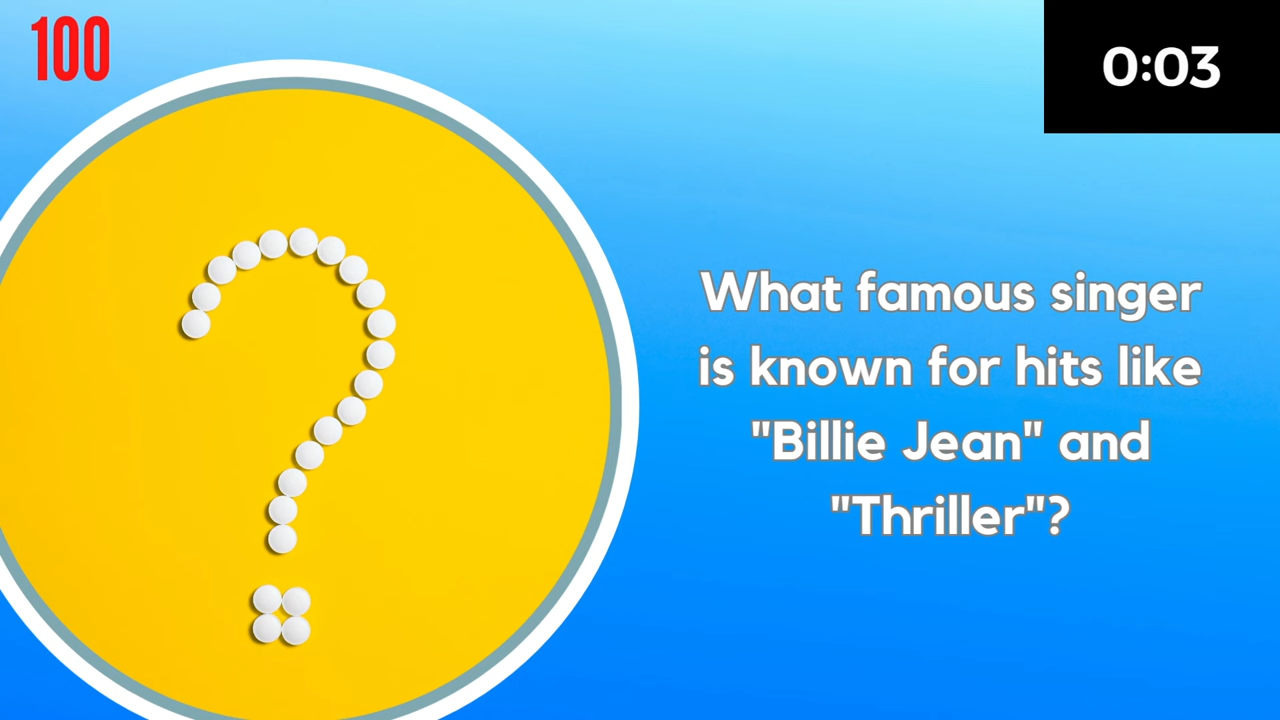 100
0:03
What famous singer
is known for hits like
"Billie Jean" and
"Thriller"?